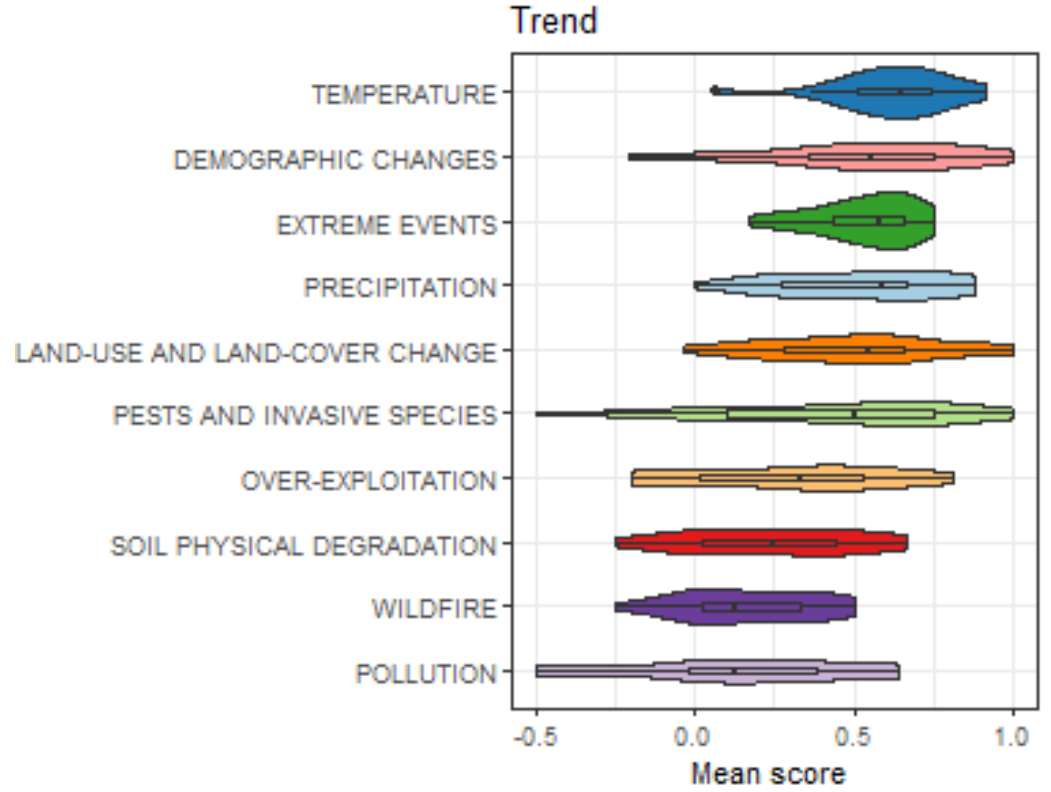 Trend
TEMPERATURE
DEMOGRAPHIC CHANGES
EXTREME EVENTS
PRECIPITATION
LAND-USE AND LAND-COVER CHANGE
PESTS AND INVASIVE SPECIES
OVER-EXPLOITATION
SOIL PHYSICAL DEGRADATION
WILDFIRE
POLLUTION
-0.5 0.0 0.5 1.0
Mean score